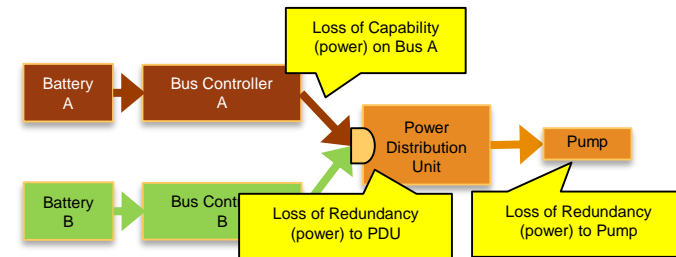 Loss of Capability
(power) on Bus A
Battery
A
Bus Controller
A
Power
Distribution
Unit
Pump
Battery
B
Bus Cont
B
Loss of Redundancy
(power) to PDU
Loss of Redundancy
(power) to Pump